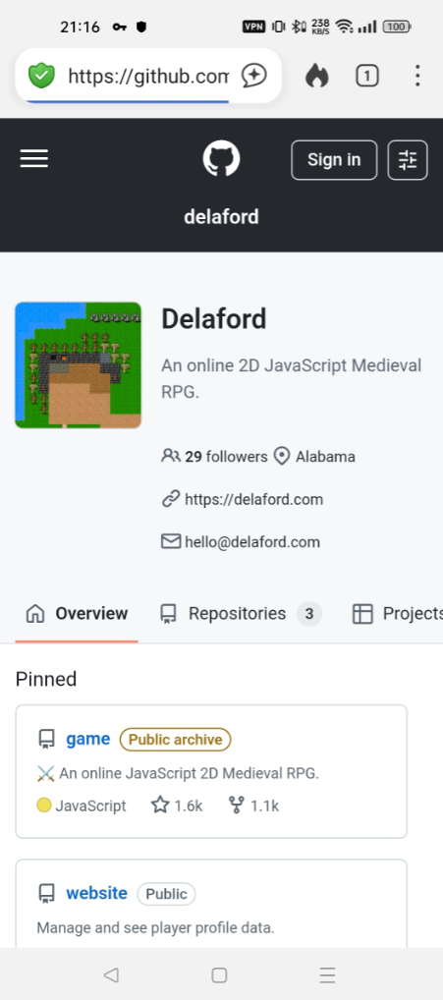 21:16 VPN 238 KB/S 100
https://github.com 1
Sign in
delaford
Delaford
An online 2D JavaScript Medieval
RPG.
29 followers Alabama
https://delaford.com
hello@delaford.com
Overview Repositories 3 Projects
Pinned
game Public archive
⚔️ An online JavaScript 2D Medieval RPG.
JavaScript 1.6k 1.1k
website Public
Manage and see player profile data.